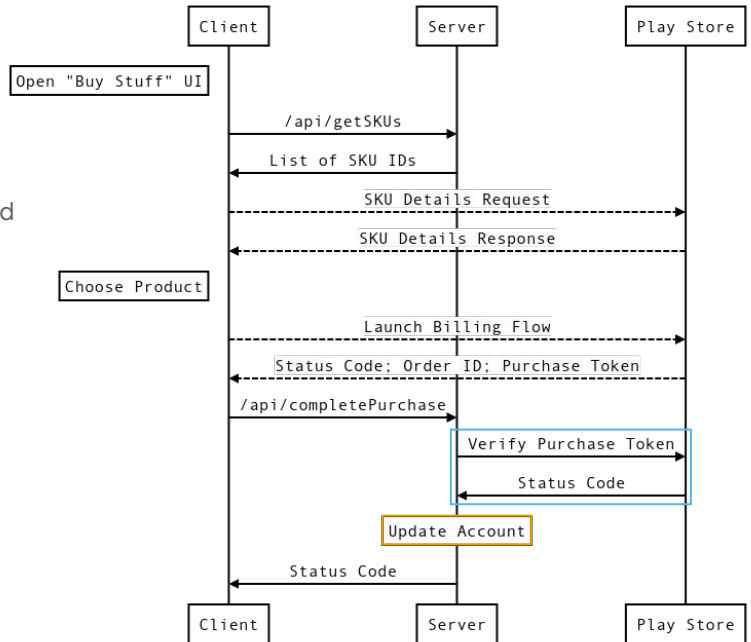 Client Server Play Store
Open "Buy Stuff" UI
/api/getSKUs
List of SKU IDs
SKU Details Request
d
SKU Details Response
Choose Product
Launch Billing Flow
Status Code; Order ID; Purchase Token
/api/completePurchase
Verify Purchase Token
Status Code
Update Account
Status Code
Client Server Play Store